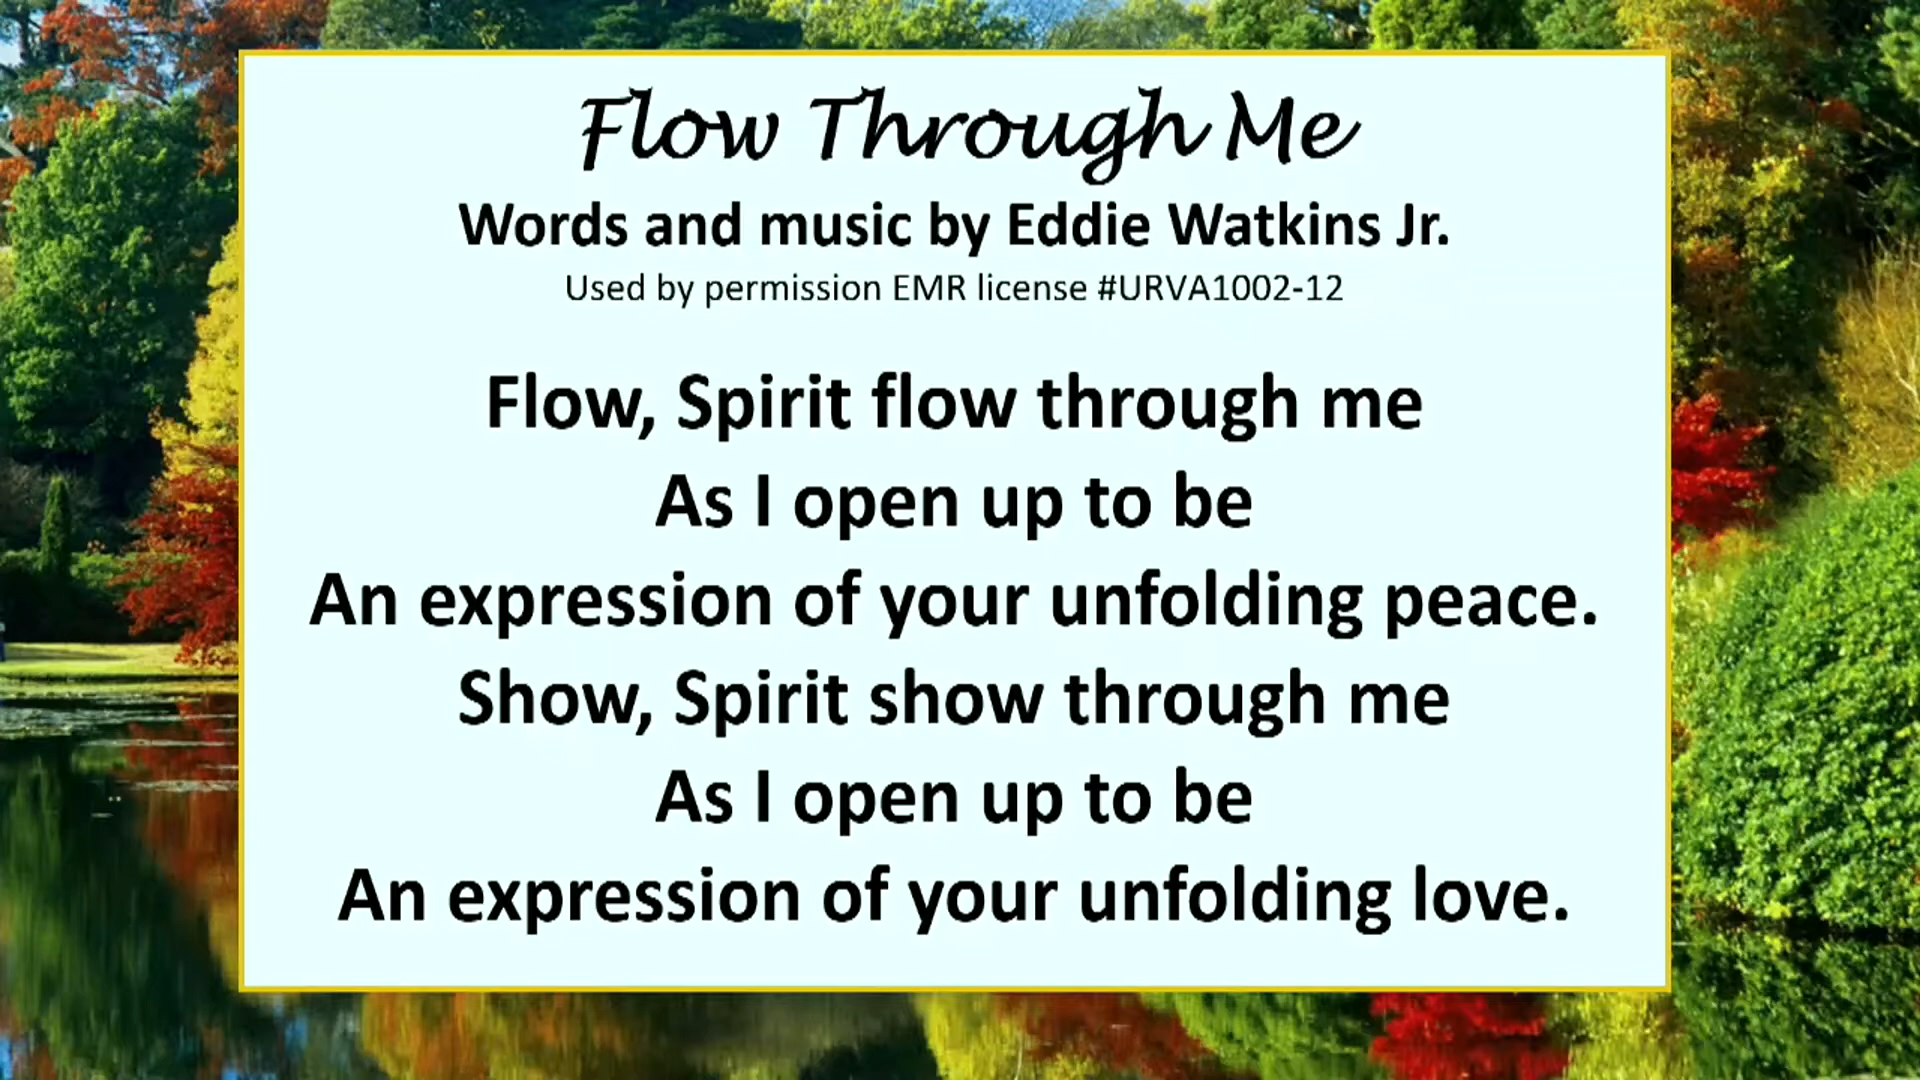 Flow Through Me
Words and music by Eddie Watkins Jr.
Used by permission EMR license #URVA1002-12
Flow, Spirit flow through me
As I open up to be
An expression of your unfolding peace.
Show, Spirit show through me
As I open up to be
An expression of your unfolding love.